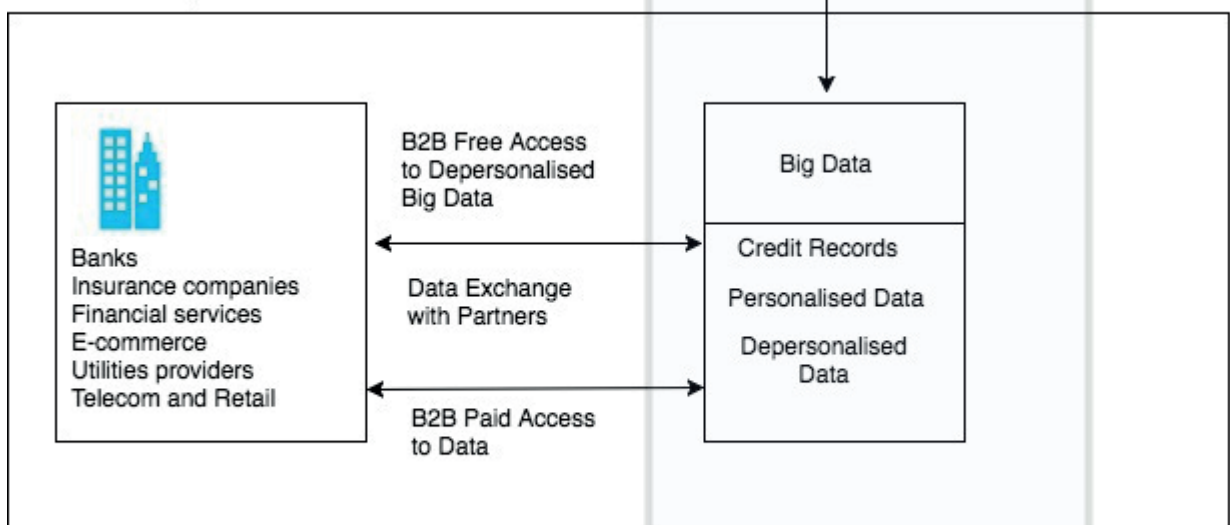 Banks
Insurance companies
Financial services
E-commerce
Utilities providers
Telecom and Retail
B2B Free Access
to Depersonalised
Big Data
Data Exchange
with Partners
B2B Paid Access
to Data
Big Data
Credit Records
Personalised Data
Depersonalised
Data